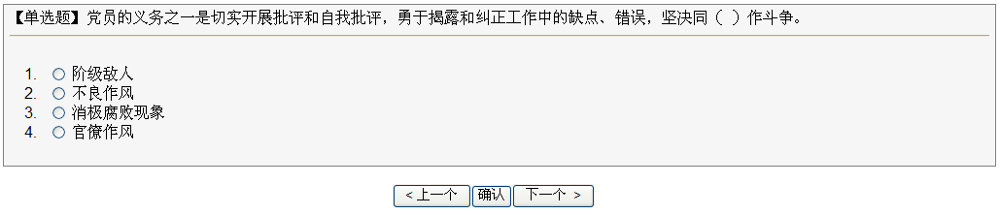 【单选题】党员的义务之一是切实开展批评和自我批评，勇于揭露和纠正工作中的缺点、错误，坚决同（ ）作斗争。
1. 阶级敌人
2. 不良作风
3. 消极腐败现象
4. 官僚作风
< 上一个 确认 下一个 >